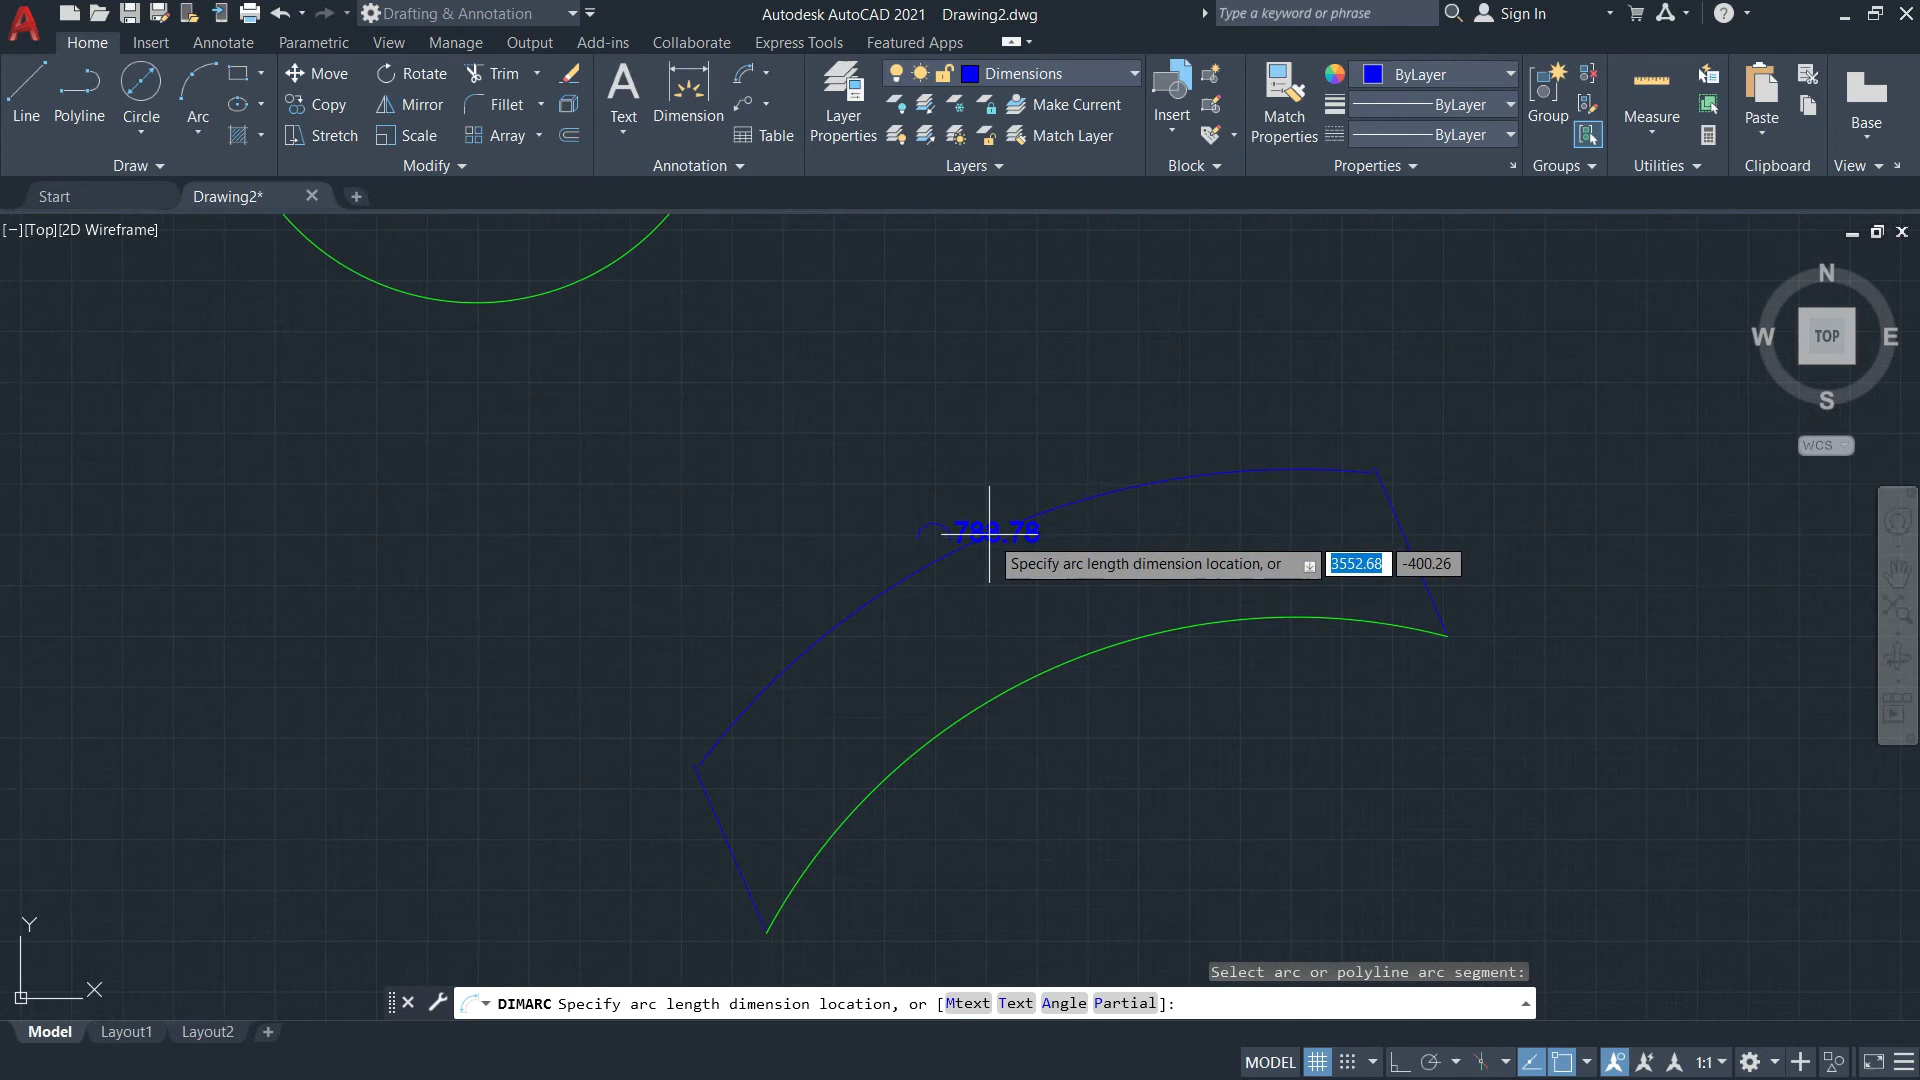 Drafting & Annotation
Autodesk AutoCAD 2021 Drawing2.dwg
Type a keyword or phrase
Sign In
Home Insert Annotate Parametric View Manage Output Add-ins Collaborate Express Tools Featured Apps
Line Polyline Circle Arc
Move Rotate Trim
Copy Mirror Fillet
Stretch Scale Array
Text Dimension Table
Layer Properties
Dimensions
Make Current
Match Layer
Insert
Match Properties
ByLayer
ByLayer
ByLayer
Group
Measure
Paste
Base
Draw Modify Annotation Layers Block Properties Groups Utilities Clipboard View
Start Drawing2*
[−][Top][2D Wireframe]
N
W TOP E
S
WCS
788.78
Specify arc length dimension location, or 3552.68 -400.26
Y
X
Select arc or polyline arc segment:
DIMARC Specify arc length dimension location, or [Mtext Text Angle Partial]:
Model Layout1 Layout2
MODEL 1:1